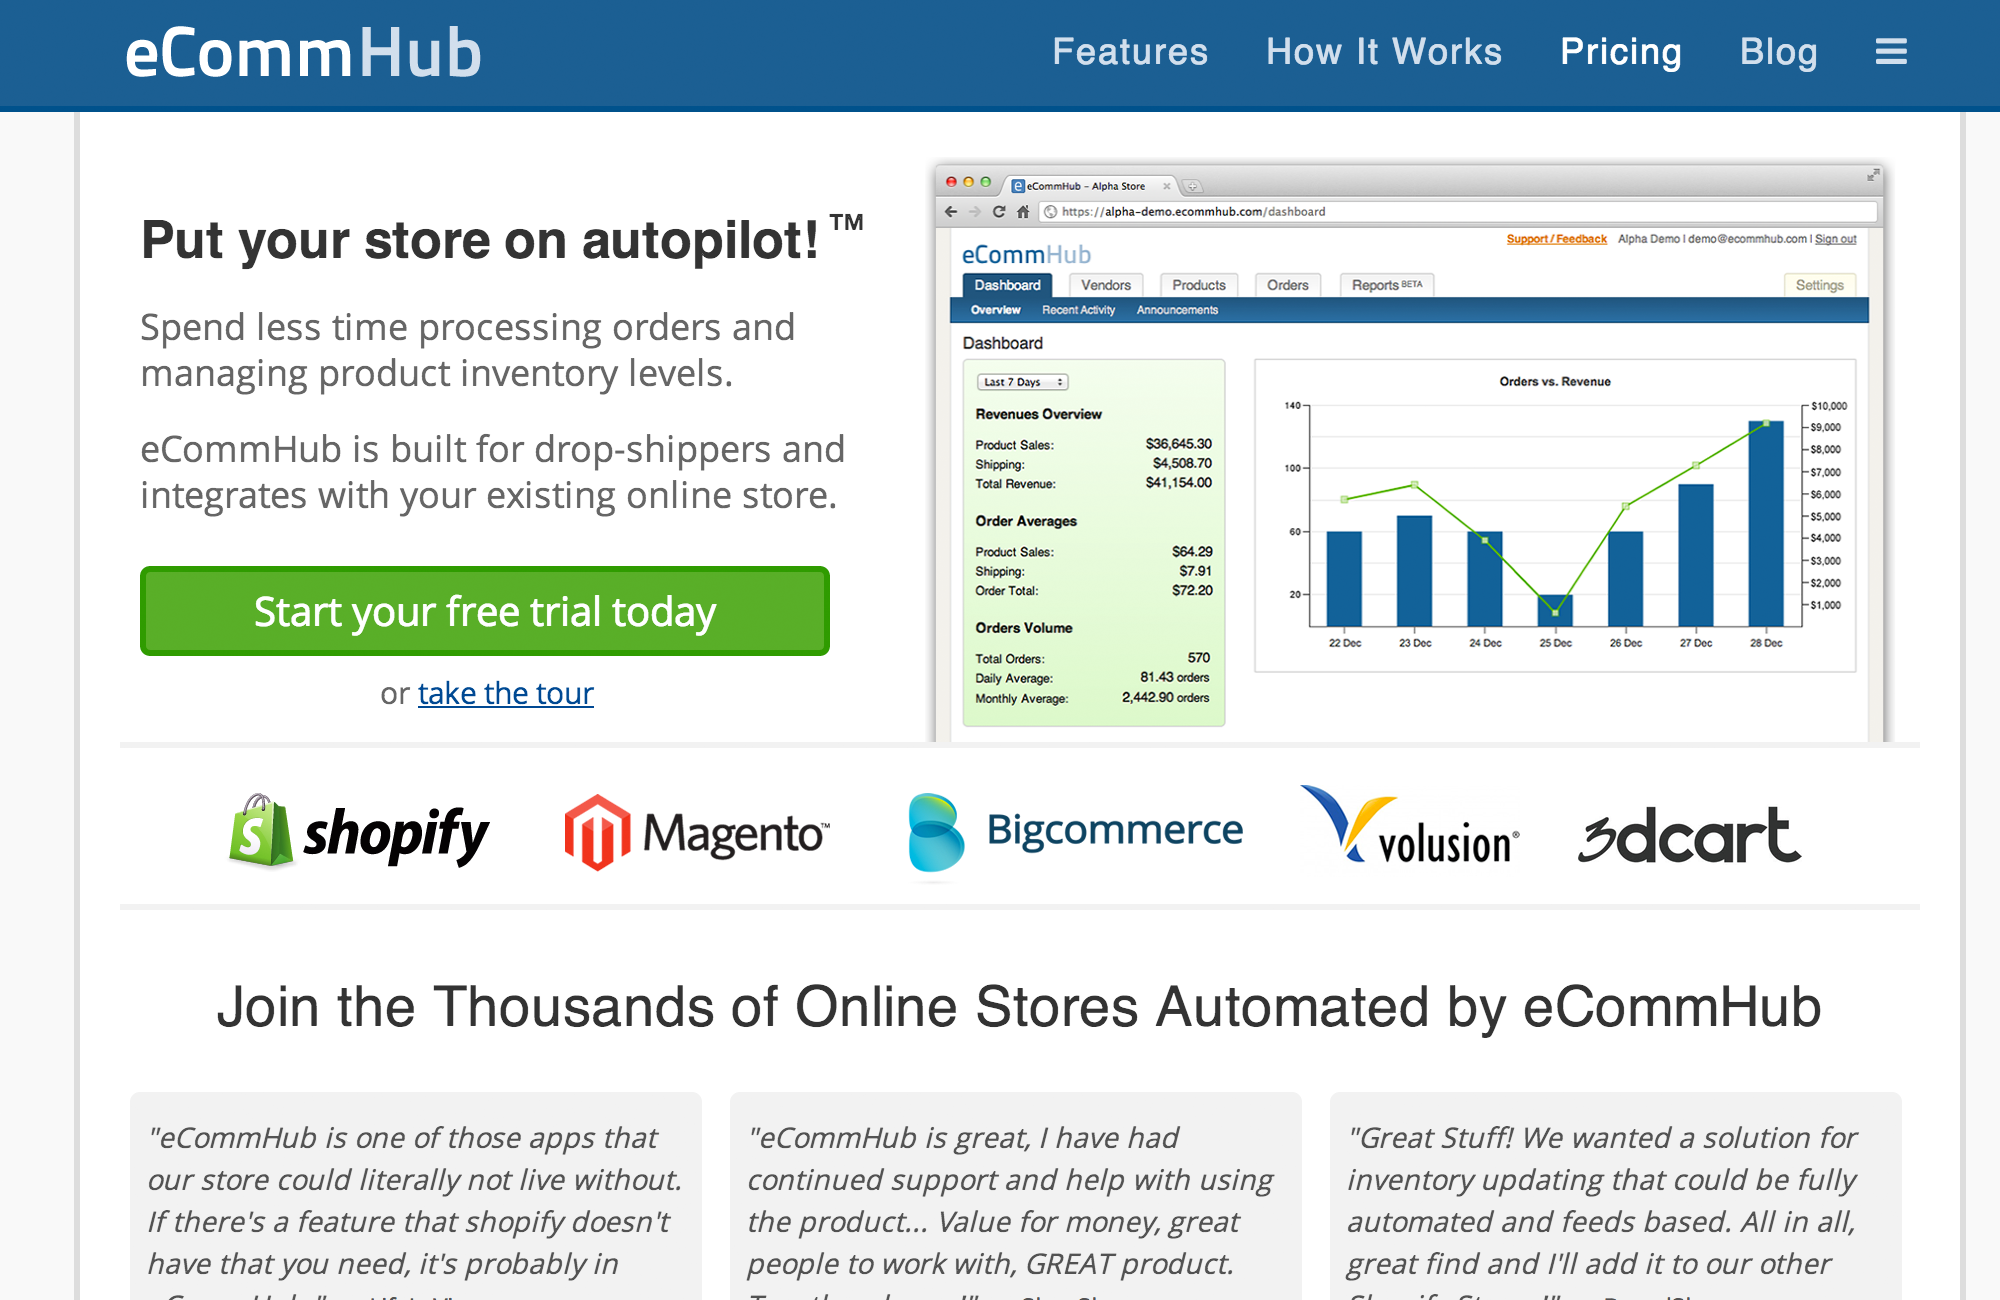 eCommHub
Features How It Works Pricing Blog
Put your store on autopilot!™
Spend less time processing orders and
managing product inventory levels.
eCommHub is built for drop-shippers and
integrates with your existing online store.
Start your free trial today
or take the tour
eCommHub – Alpha Store
https://alpha-demo.ecommhub.com/dashboard
Support / Feedback Alpha Demo | demo@ecommhub.com | Sign out
eCommHub
Dashboard Vendors Products Orders Reports BETA Settings
Overview Recent Activity Announcements
Dashboard
Last 7 Days
Revenues Overview
Product Sales: $36,645.30
Shipping: $4,508.70
Total Revenue: $41,154.00
Order Averages
Product Sales: $64.29
Shipping: $7.91
Order Total: $72.20
Orders Volume
Total Orders: 570
Daily Average: 81.43 orders
Monthly Average: 2,442.90 orders
Orders vs. Revenue
140 $10,000
$9,000
$8,000
100 $7,000
$6,000
$5,000
60 $4,000
$3,000
20 $2,000
$1,000
22 Dec 23 Dec 24 Dec 25 Dec 26 Dec 27 Dec 28 Dec
shopify Magento™ Bigcommerce volusion® 3dcart
Join the Thousands of Online Stores Automated by eCommHub
"eCommHub is one of those apps that
our store could literally not live without.
If there's a feature that shopify doesn't
have that you need, it's probably in
"eCommHub is great, I have had
continued support and help with using
the product... Value for money, great
people to work with, GREAT product.
"Great Stuff! We wanted a solution for
inventory updating that could be fully
automated and feeds based. All in all,
great find and I'll add it to our other